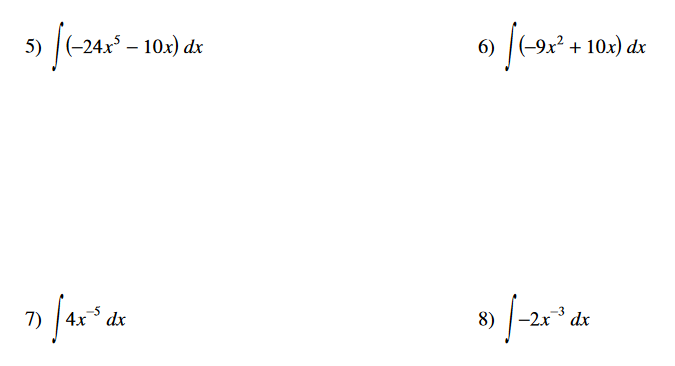 5) ∫(−24x⁵ − 10x) dx
6) ∫(−9x² + 10x) dx
7) ∫4x⁻⁵ dx
8) ∫−2x⁻³ dx